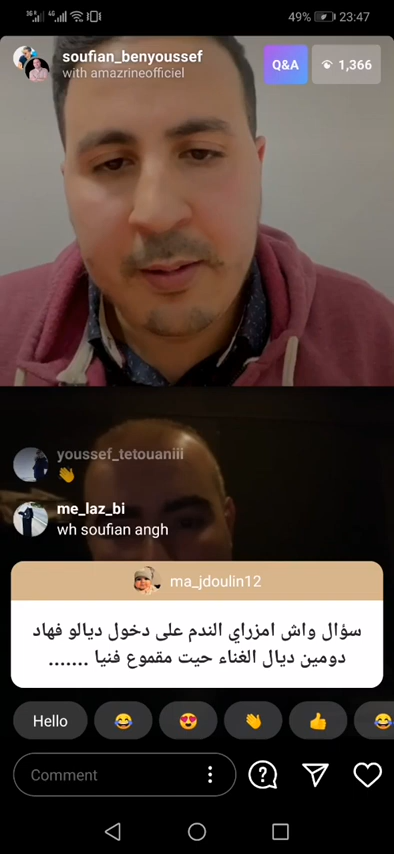 3G 4G 49% 23:47
soufian_benyoussef
with amazrineofficiel
Q&A
1,366
youssef_tetouaniii
👋
me_laz_bi
wh soufian angh
ma_jdoulin12
سؤال واش امزراي الندم على دخول ديالو فهاد
دومين ديال الغناء حيت مقموع فنيا .......
Hello 😂 😍 👋 👍 😂
Comment